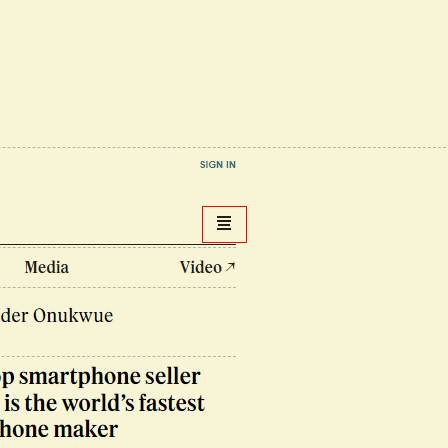 SIGN IN
Media
Video ↗
der Onukwue
p smartphone seller
is the world’s fastest
hone maker